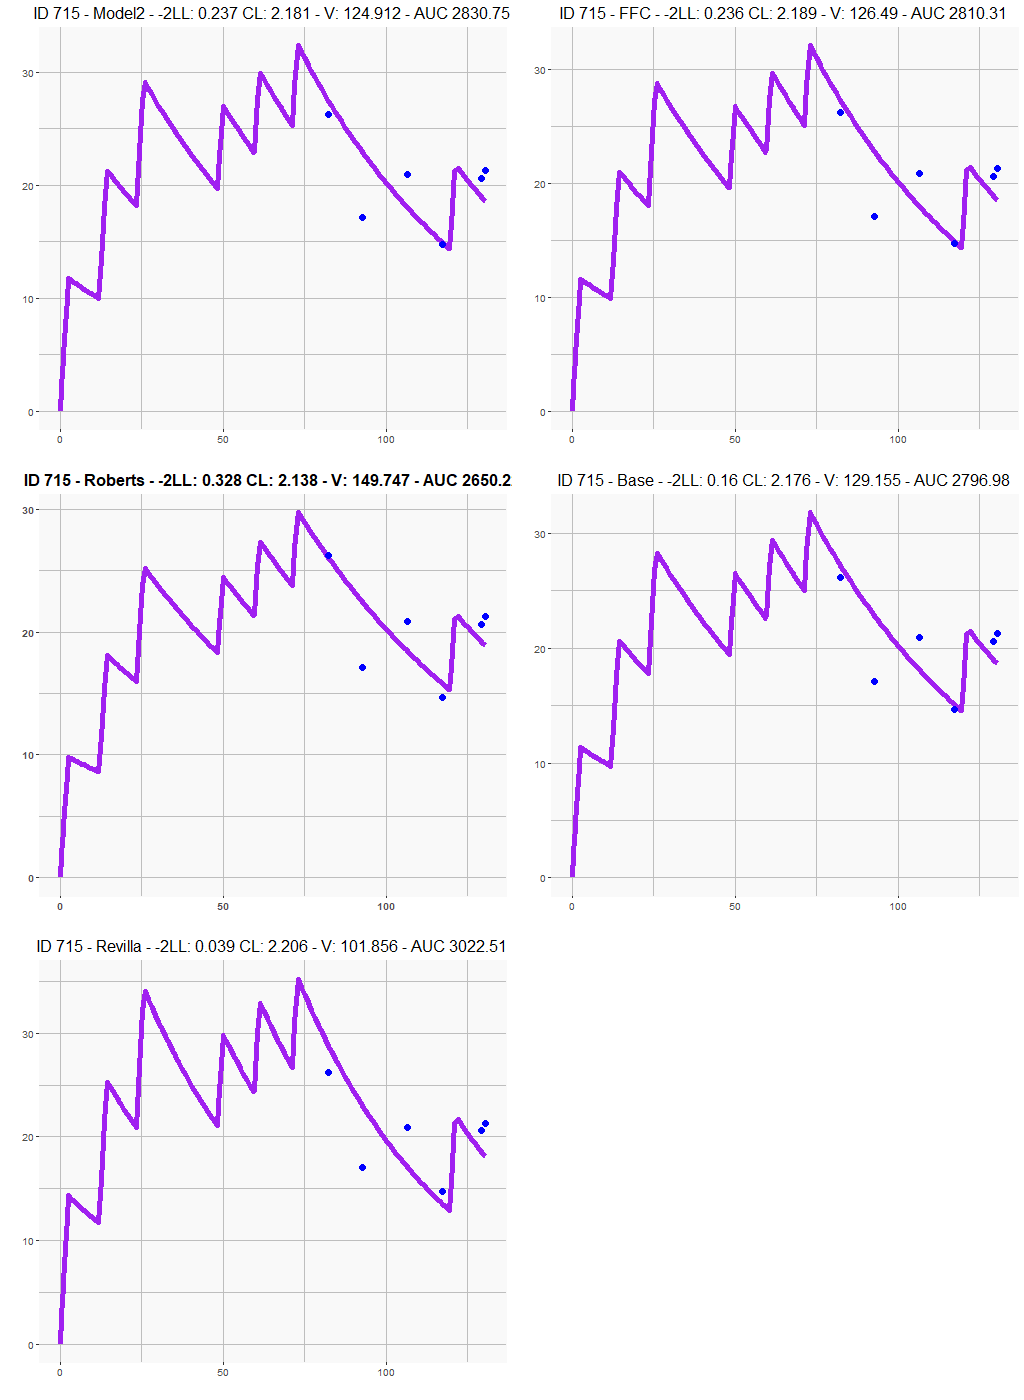 ID 715 - Model2 - -2LL: 0.237 CL: 2.181 - V: 124.912 - AUC 2830.75
30
20
10
0
0 50 100
ID 715 - FFC - -2LL: 0.236 CL: 2.189 - V: 126.49 - AUC 2810.31
30
20
10
0
0 50 100
ID 715 - Roberts - -2LL: 0.328 CL: 2.138 - V: 149.747 - AUC 2650.2
30
20
10
0
0 50 100
ID 715 - Base - -2LL: 0.16 CL: 2.176 - V: 129.155 - AUC 2796.98
30
20
10
0
0 50 100
ID 715 - Revilla - -2LL: 0.039 CL: 2.206 - V: 101.856 - AUC 3022.51
30
20
10
0
0 50 100